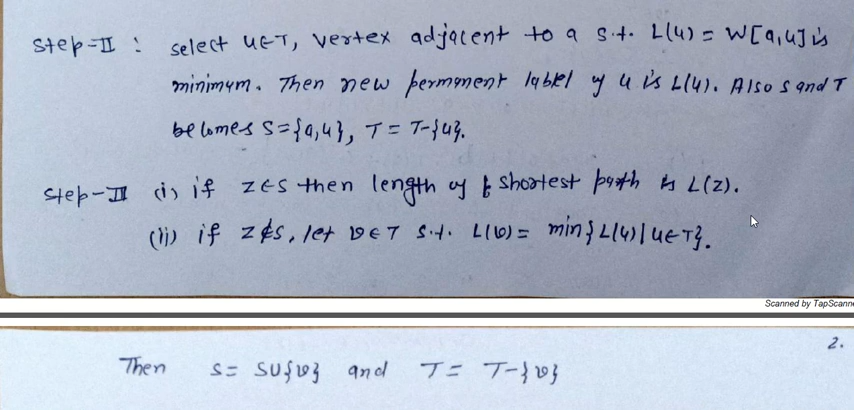 Step-II : select u∈T, vertex adjacent to a s.t. L(u) = W[a,u] is
minimum. Then new permanent label of u is L(u). Also S and T
becomes S={a,u}, T = T-{u}.
Step-III (i) if z∈S then length of shortest path is L(z).
(ii) if z∉S, let v∈T s.t. L(v) = min{L(u)|u∈T}.
Scanned by TapScanne
2.
Then S= SU{v} and T= T-{v}